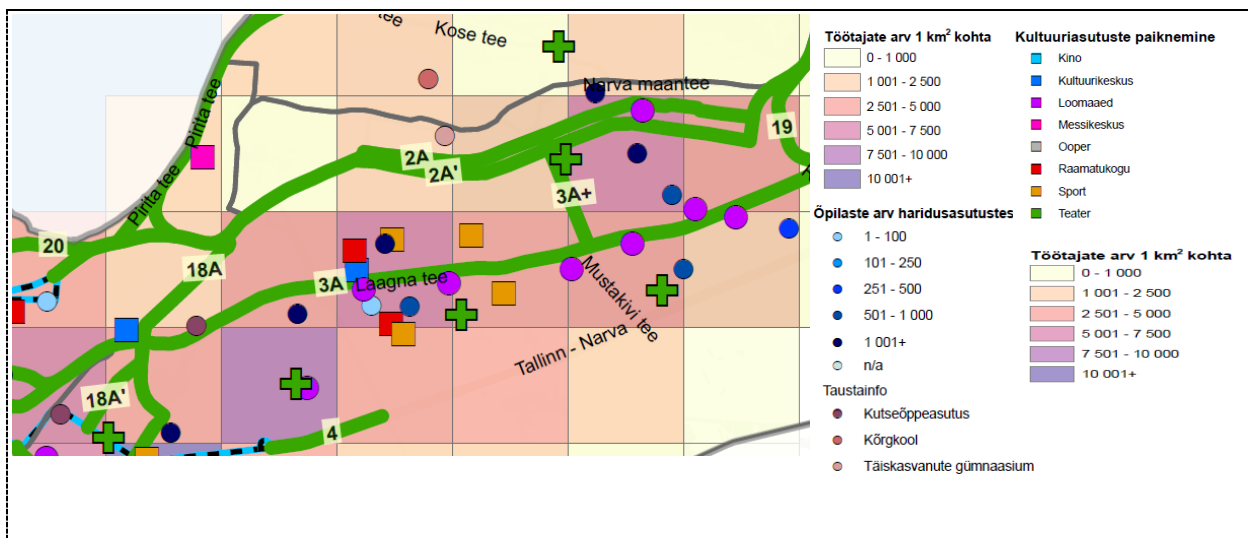 tee
Kose tee
Narva maantee
Pirita tee
19
2A
2A'
3A+
Pirita tee
20
18A
3A
Laagna tee
Mustakivi tee
Tallinn - Narva
18A'
4
Töötajate arv 1 km² kohta
0 - 1 000
1 001 - 2 500
2 501 - 5 000
5 001 - 7 500
7 501 - 10 000
10 001+
Õpilaste arv haridusasutustes
1 - 100
101 - 250
251 - 500
501 - 1 000
1 001+
n/a
Taustainfo
Kutseõppeasutus
Kõrgkool
Täiskasvanute gümnaasium
Kultuuriasutuste paiknemine
Kino
Kultuurikeskus
Loomaaed
Messikeskus
Ooper
Raamatukogu
Sport
Teater
Töötajate arv 1 km² kohta
0 - 1 000
1 001 - 2 500
2 501 - 5 000
5 001 - 7 500
7 501 - 10 000
10 001+